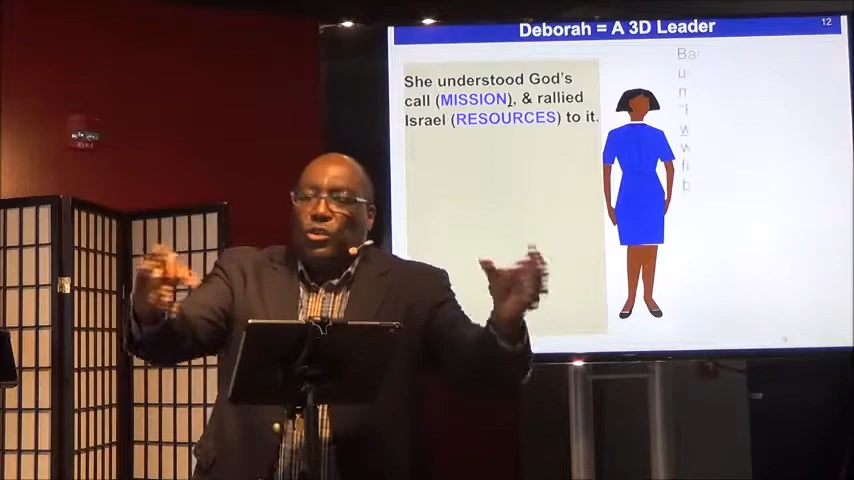 Deborah = A 3D Leader
12
She understood God's
call (MISSION), & rallied
Israel (RESOURCES) to it.